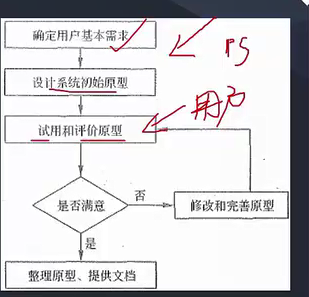 确定用户基本需求
PS
设计系统初始原型
用户
试用和评价原型
是否满意
否
修改和完善原型
是
整理原型、提供文档